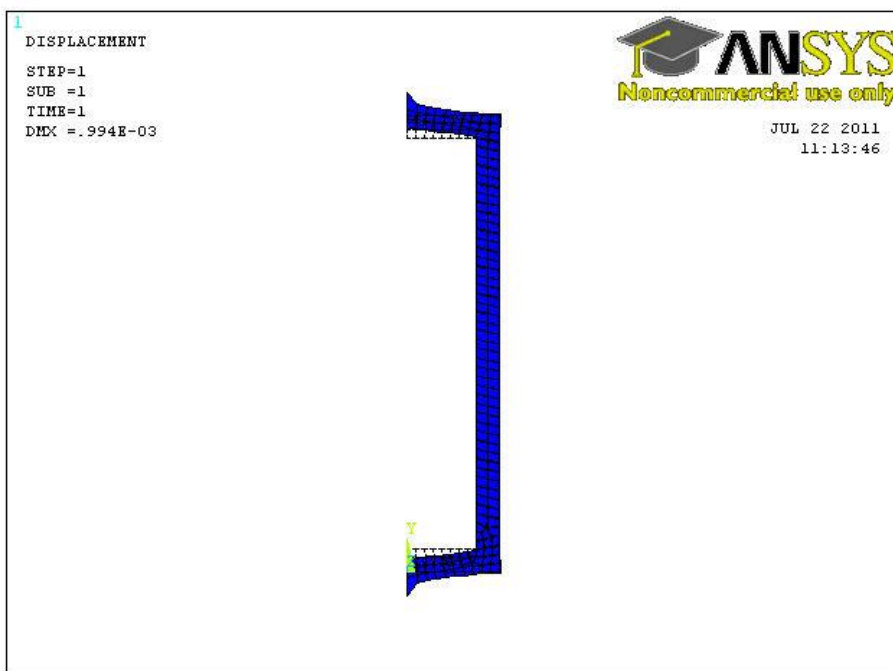 1
DISPLACEMENT
STEP=1
SUB =1
TIME=1
DMX =.994E-03
ANSYS
Noncommercial use only
JUL 22 2011
11:13:46
Y